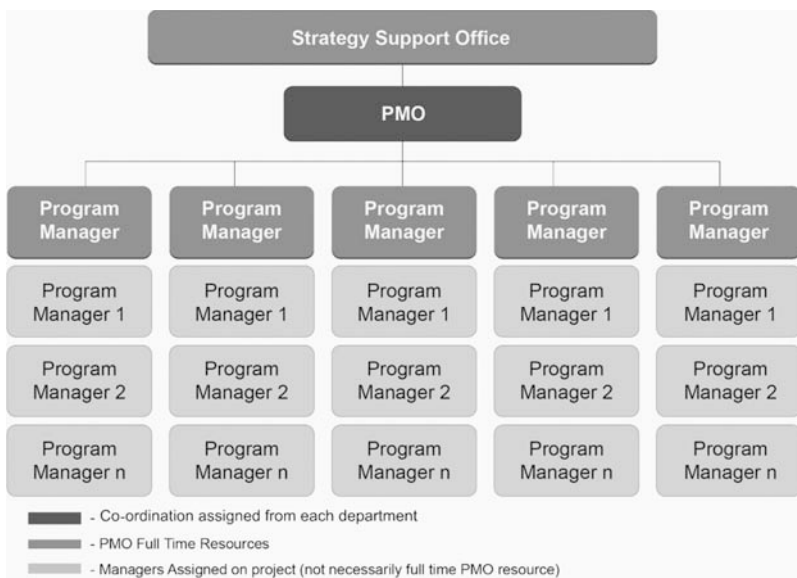 Strategy Support Office
PMO
Program
Manager
Program
Manager
Program
Manager
Program
Manager
Program
Manager
Program
Manager 1
Program
Manager 1
Program
Manager 1
Program
Manager 1
Program
Manager 1
Program
Manager 2
Program
Manager 2
Program
Manager 2
Program
Manager 2
Program
Manager 2
Program
Manager n
Program
Manager n
Program
Manager n
Program
Manager n
Program
Manager n
- Co-ordination assigned from each department
- PMO Full Time Resources
- Managers Assigned on project (not necessarily full time PMO resource)